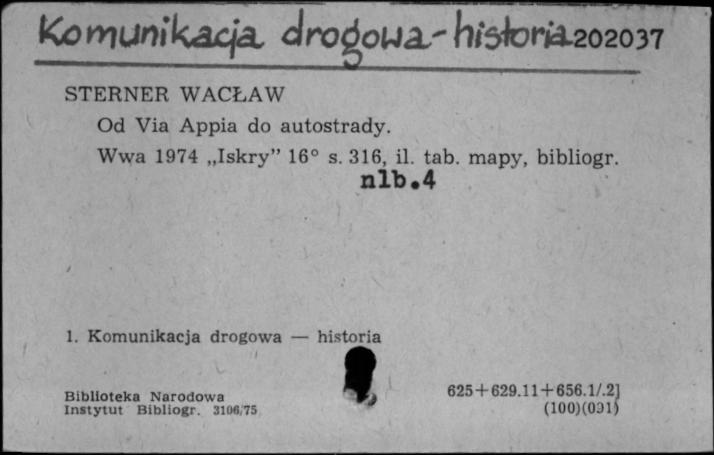 Komunikacja drogowa - historia 202037
STERNER WACŁAW
Od Via Appia do autostrady.
Wwa 1974 „Iskry” 16° s. 316, il. tab. mapy, bibliogr.
nlb.4
1. Komunikacja drogowa — historia
Biblioteka Narodowa
Instytut Bibliogr. 3106/75
625+629.11+656.1/.2]
(100)(091)